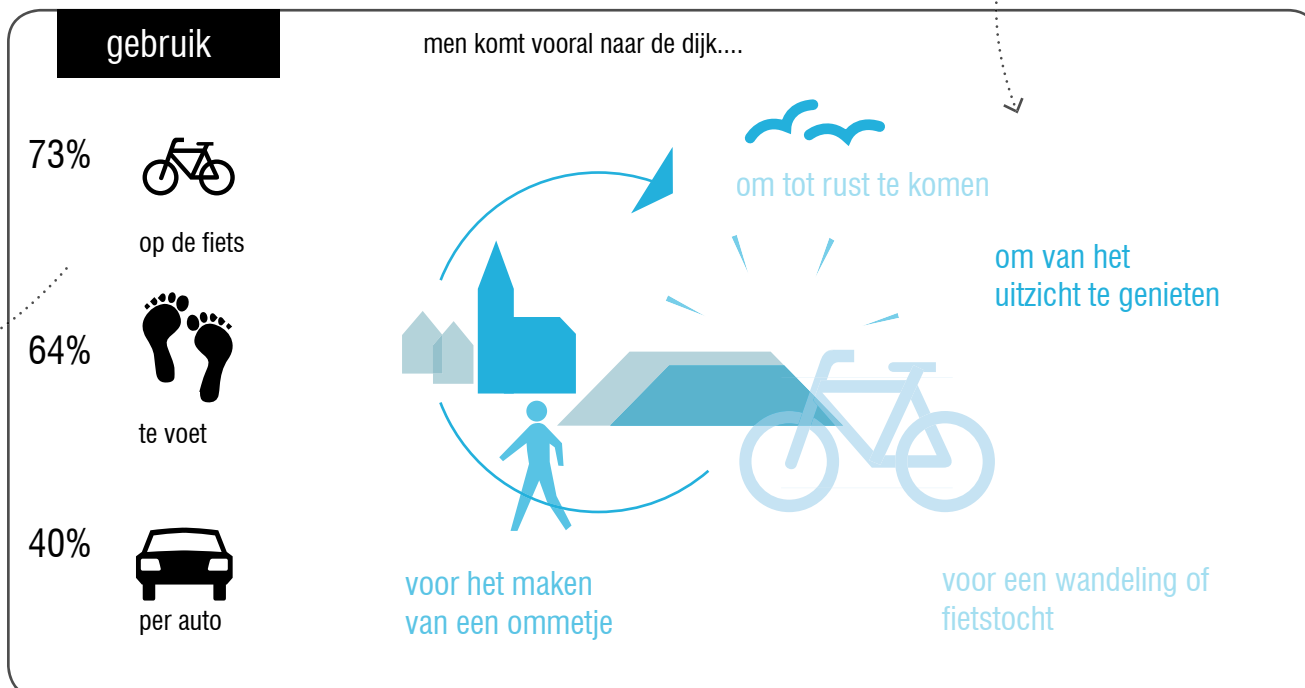 gebruik
men komt vooral naar de dijk....
73%
op de fiets
64%
te voet
40%
per auto
om tot rust te komen
om van het
uitzicht te genieten
voor het maken
van een ommetje
voor een wandeling of
fietstocht